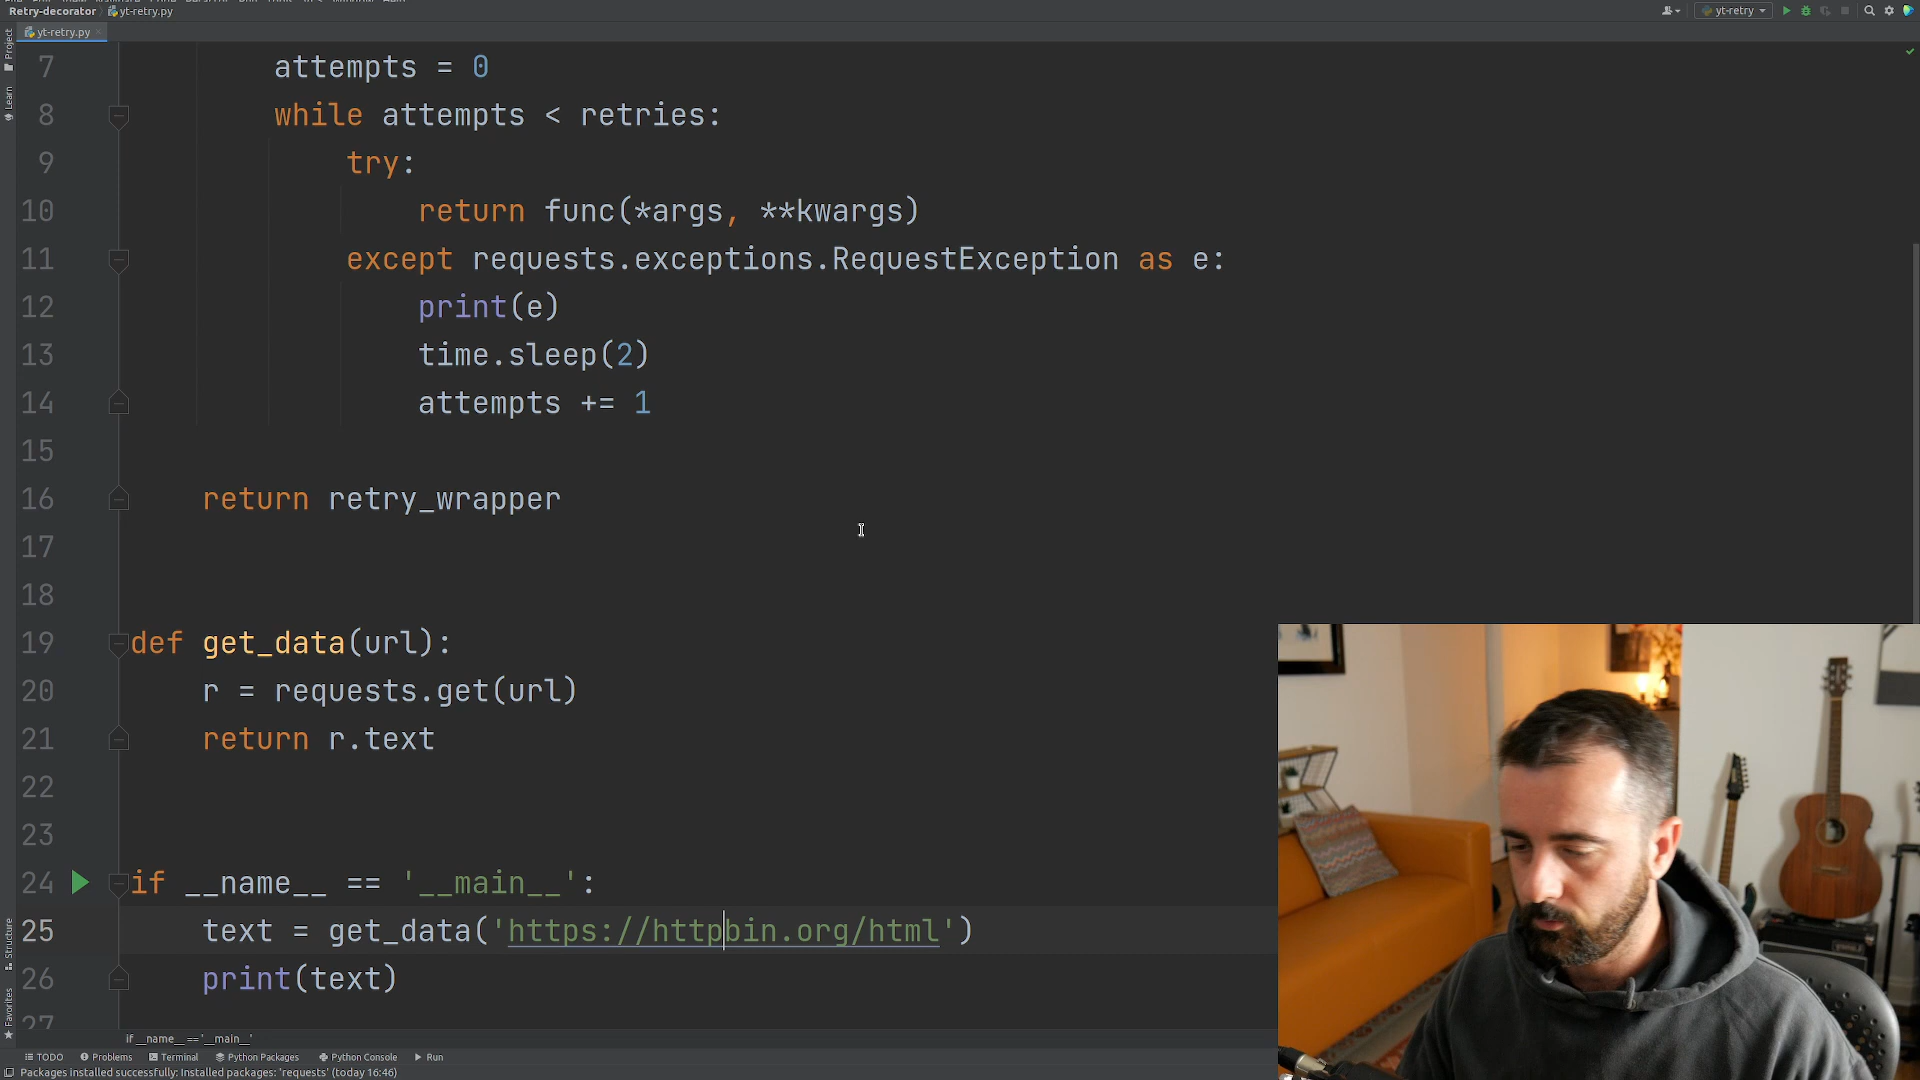 Retry-decorator
yt-retry.py
yt-retry
yt-retry.py
Project
Learn
7 attempts = 0
8 while attempts < retries:
9 try:
10 return func(*args, **kwargs)
11 except requests.exceptions.RequestException as e:
12 print(e)
13 time.sleep(2)
14 attempts += 1
15
16 return retry_wrapper
17
18
19 def get_data(url):
20 r = requests.get(url)
21 return r.text
22
23
24 if __name__ == '__main__':
25 text = get_data('https://httpbin.org/html')
26 print(text)
27
Structure
Favorites
if __name__ == '__main__'
TODO Problems Terminal Python Packages Python Console Run
Packages installed successfully: Installed packages: 'requests' (today 16:46)